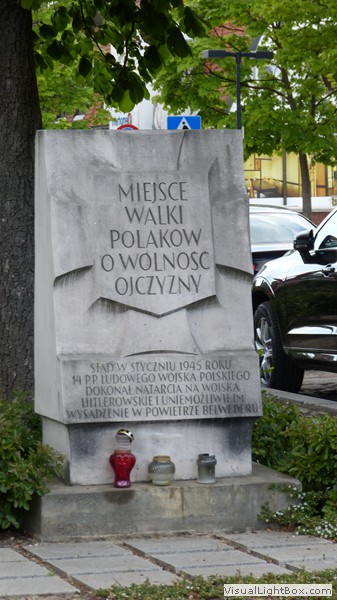 MIEJSCE
WALKI
POLAKOW
O WOLNOSC
OJCZYZNY
STĄD W STYCZNIU 1945 ROKU
14 P.P. LUDOWEGO WOJSKA POLSKIEGO
DOKONAŁ NATARCIA NA WOJSKA
HITLEROWSKIE I UNIEMOŻLIWIŁ IM
WYSADZENIE W POWIETRZE BELWEDERU
VisualLightBox.com